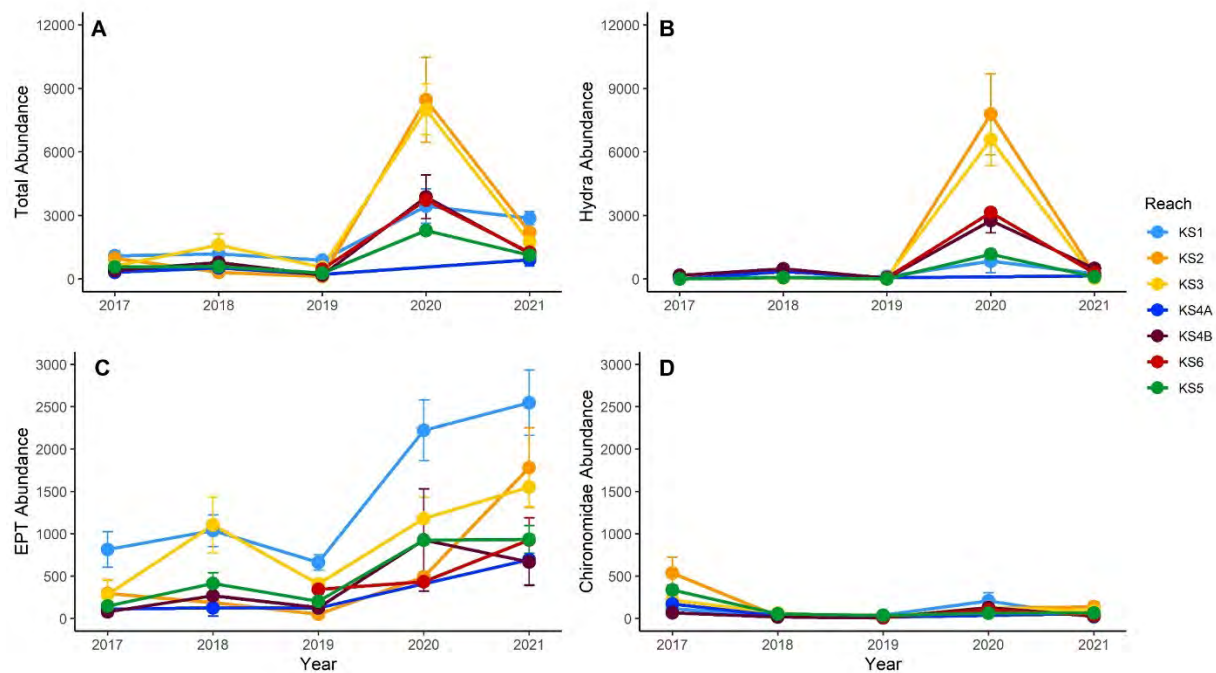 A
Total Abundance
12000
9000
6000
3000
0
2017 2018 2019 2020 2021
B
Hydra Abundance
12000
9000
6000
3000
0
2017 2018 2019 2020 2021
C
EPT Abundance
3000
2500
2000
1500
1000
500
0
2017 2018 2019 2020 2021
Year
D
Chironomidae Abundance
3000
2500
2000
1500
1000
500
0
2017 2018 2019 2020 2021
Year
Reach
KS1
KS2
KS3
KS4A
KS4B
KS6
KS5